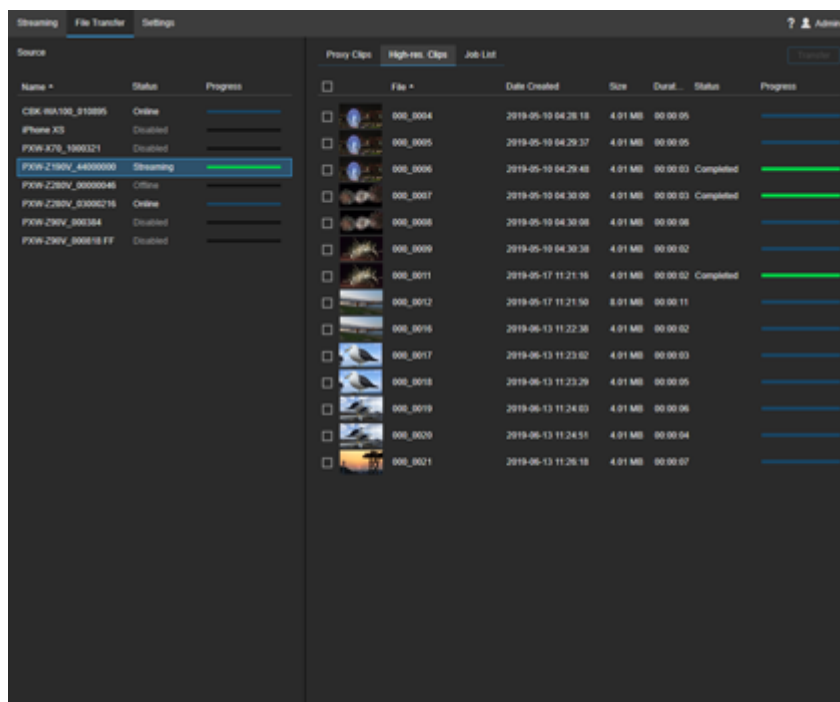 Streaming File Transfer Settings ? Admin
Source
Name Status Progress
CBK-WA100_010895 Online
iPhone XS Disabled
PXW-X70_1000321 Disabled
PXW-Z190V_44000000 Streaming
PXW-Z280V_00000046 Offline
PXW-Z280V_03000216 Online
PXW-Z90V_000384 Disabled
PXW-Z90V_000818 FF Disabled
Proxy Clips High-res. Clips Job List Transfer
File Date Created Size Durat... Status Progress
000_0004 2019-05-10 04:28:18 4.01 MB 00:00:05
000_0005 2019-05-10 04:29:37 4.01 MB 00:00:05
000_0006 2019-05-10 04:29:48 4.01 MB 00:00:03 Completed
000_0007 2019-05-10 04:30:00 4.01 MB 00:00:03 Completed
000_0008 2019-05-10 04:30:08 4.01 MB 00:00:08
000_0009 2019-05-10 04:30:38 4.01 MB 00:00:02
000_0011 2019-05-17 11:21:16 4.01 MB 00:00:02 Completed
000_0012 2019-05-17 11:21:50 8.01 MB 00:00:11
000_0016 2019-06-13 11:22:38 4.01 MB 00:00:02
000_0017 2019-06-13 11:23:02 4.01 MB 00:00:03
000_0018 2019-06-13 11:23:29 4.01 MB 00:00:05
000_0019 2019-06-13 11:24:03 4.01 MB 00:00:06
000_0020 2019-06-13 11:24:51 4.01 MB 00:00:04
000_0021 2019-06-13 11:26:18 4.01 MB 00:00:07